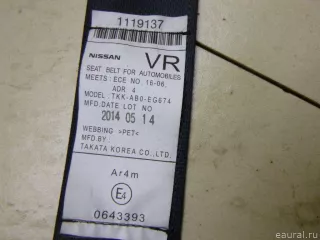 1119137
NISSAN VR
SEAT BELT FOR AUTOMOBILES
MEETS: ECE NO. 16-06,
ADR 4
MODEL: TKK-AB0-EG674
MFD.DATE LOT NO
2014 05 14
WEBBING >PET<
MFD.BY:
TAKATA KOREA CO., LTD.
Ar4m
E4
0643393
eaural.ru